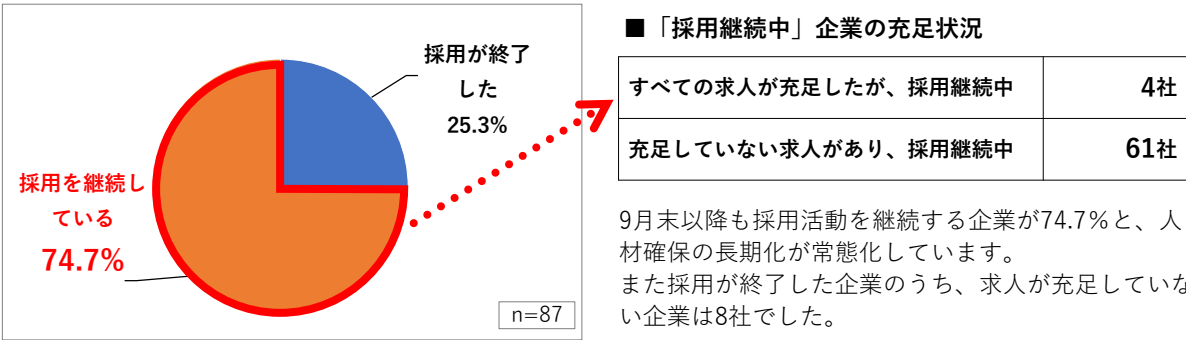 採用が終了
した
25.3%
採用を継続し
ている
74.7%
n=87
■「採用継続中」企業の充足状況
すべての求人が充足したが、採用継続中 4社
充足していない求人があり、採用継続中 61社
9月末以降も採用活動を継続する企業が74.7％と、人
材確保の長期化が常態化しています。
また採用が終了した企業のうち、求人が充足していな
い企業は8社でした。